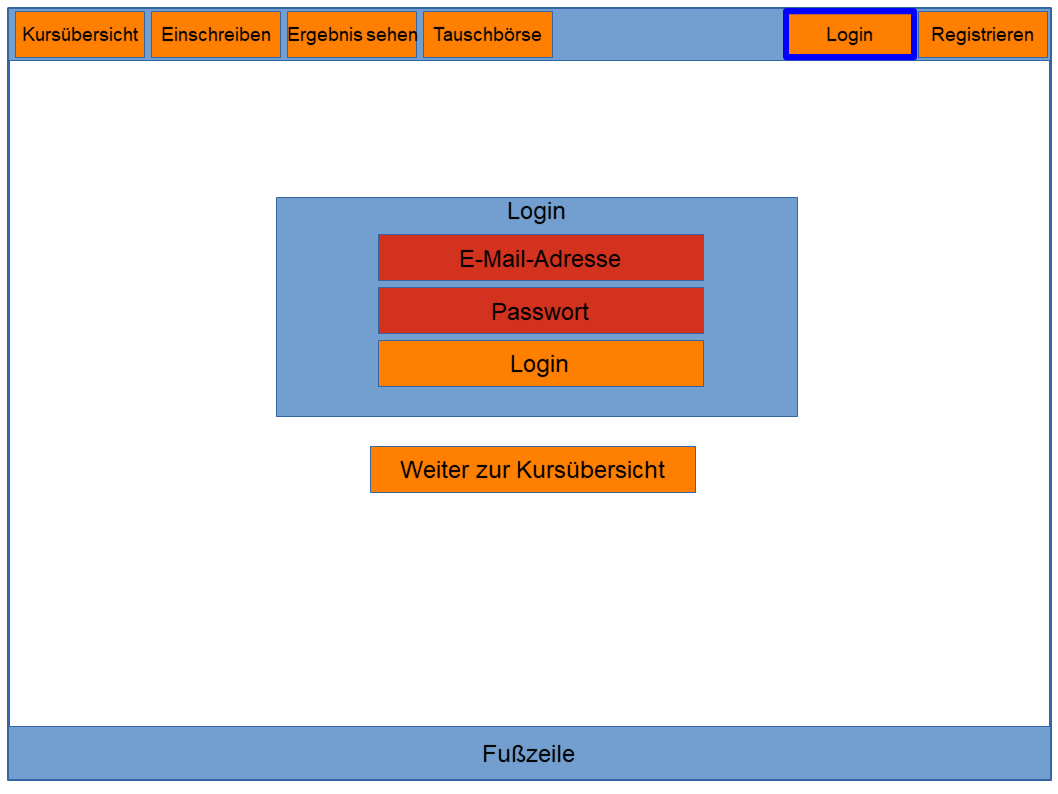 Kursübersicht
Einschreiben
Ergebnis sehen
Tauschbörse
Login
Registrieren
Login
E-Mail-Adresse
Passwort
Login
Weiter zur Kursübersicht
Fußzeile